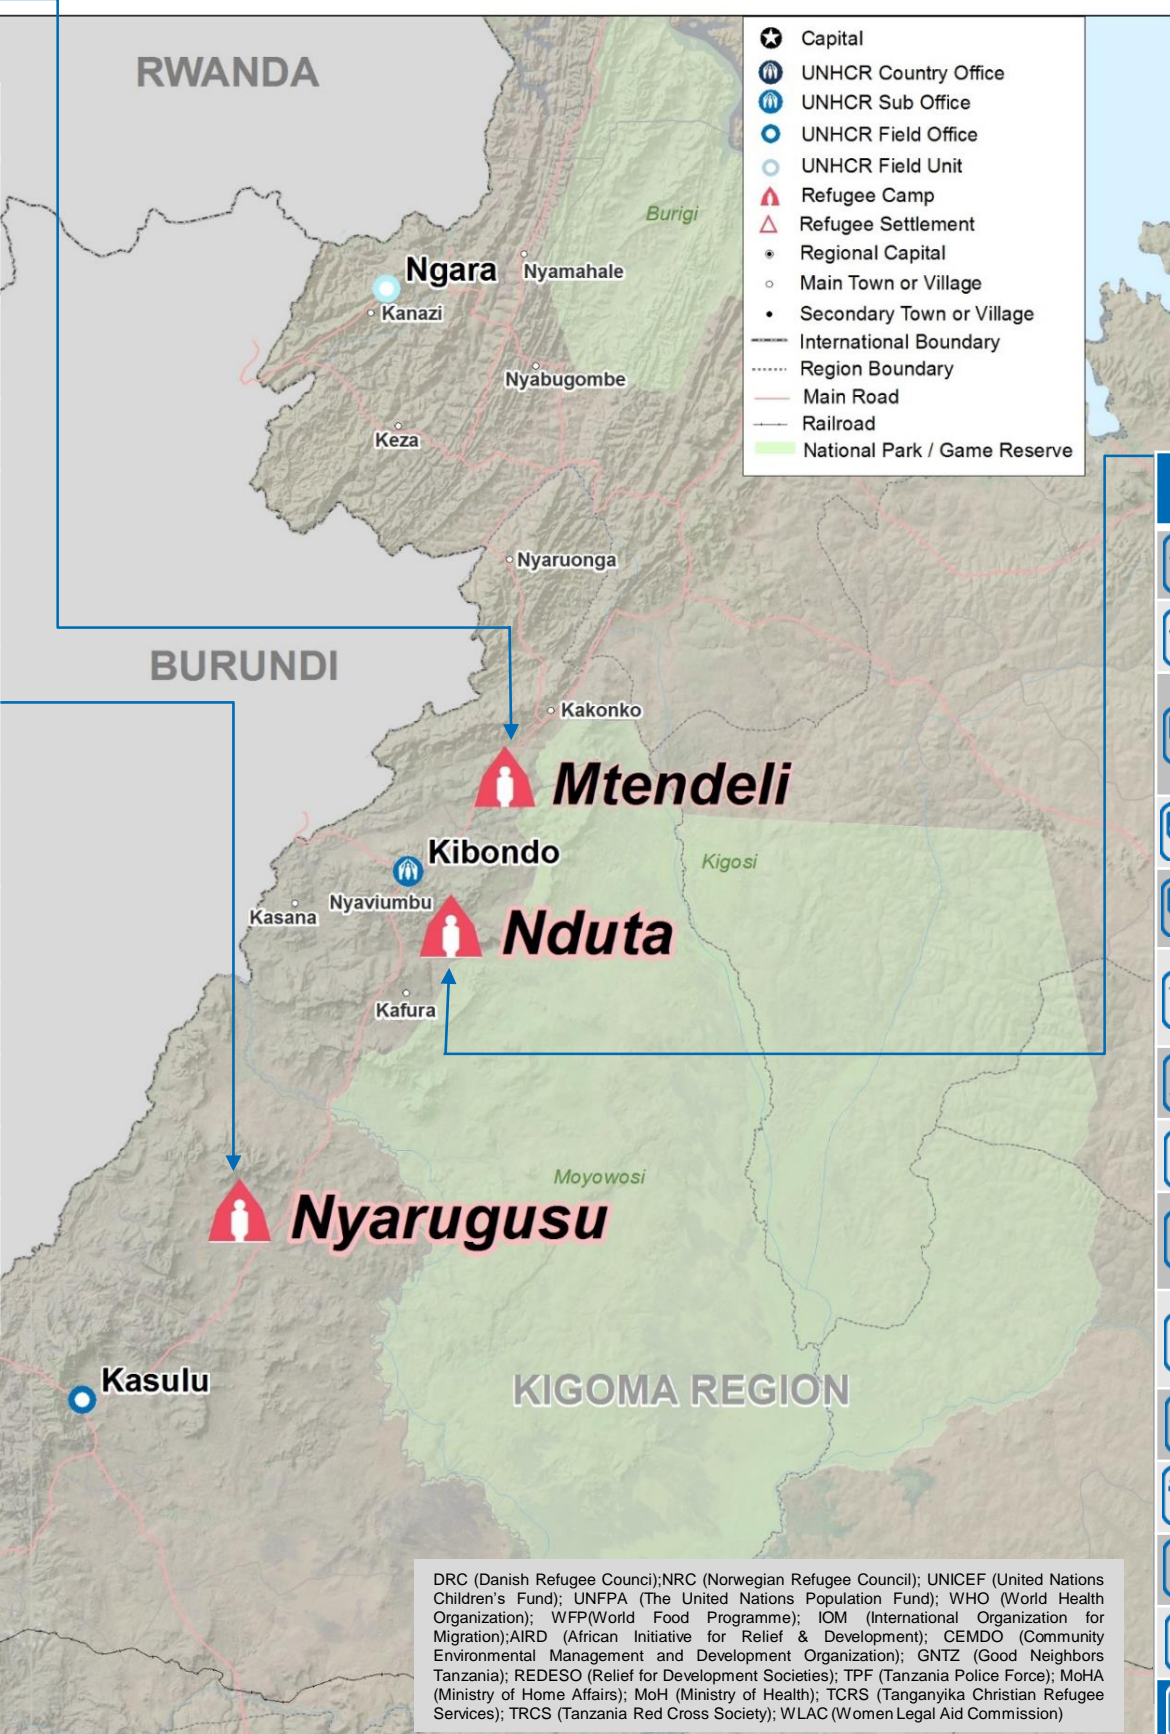 RWANDA
Capital
UNHCR Country Office
UNHCR Sub Office
UNHCR Field Office
UNHCR Field Unit
Refugee Camp
Refugee Settlement
Regional Capital
Main Town or Village
Secondary Town or Village
International Boundary
Region Boundary
Main Road
Railroad
National Park / Game Reserve
Burigi
Ngara
Nyamahale
Kanazi
Nyabugombe
Keza
Nyaruonga
BURUNDI
Kakonko
Mtendeli
Kibondo
Kigosi
Nyaviumbu
Kasana
Nduta
Kafura
Moyowosi
Nyarugusu
Kasulu
KIGOMA REGION
DRC (Danish Refugee Counci);NRC (Norwegian Refugee Council); UNICEF (United Nations
Children's Fund); UNFPA (The United Nations Population Fund); WHO (World Health
Organization); WFP(World Food Programme); IOM (International Organization for
Migration);AIRD (African Initiative for Relief & Development); CEMDO (Community
Environmental Management and Development Organization); GNTZ (Good Neighbors
Tanzania); REDESO (Relief for Development Societies); TPF (Tanzania Police Force); MoHA
(Ministry of Home Affairs); MoH (Ministry of Health); TCRS (Tanganyika Christian Refugee
Services); TRCS (Tanzania Red Cross Society); WLAC (Women Legal Aid Commission)